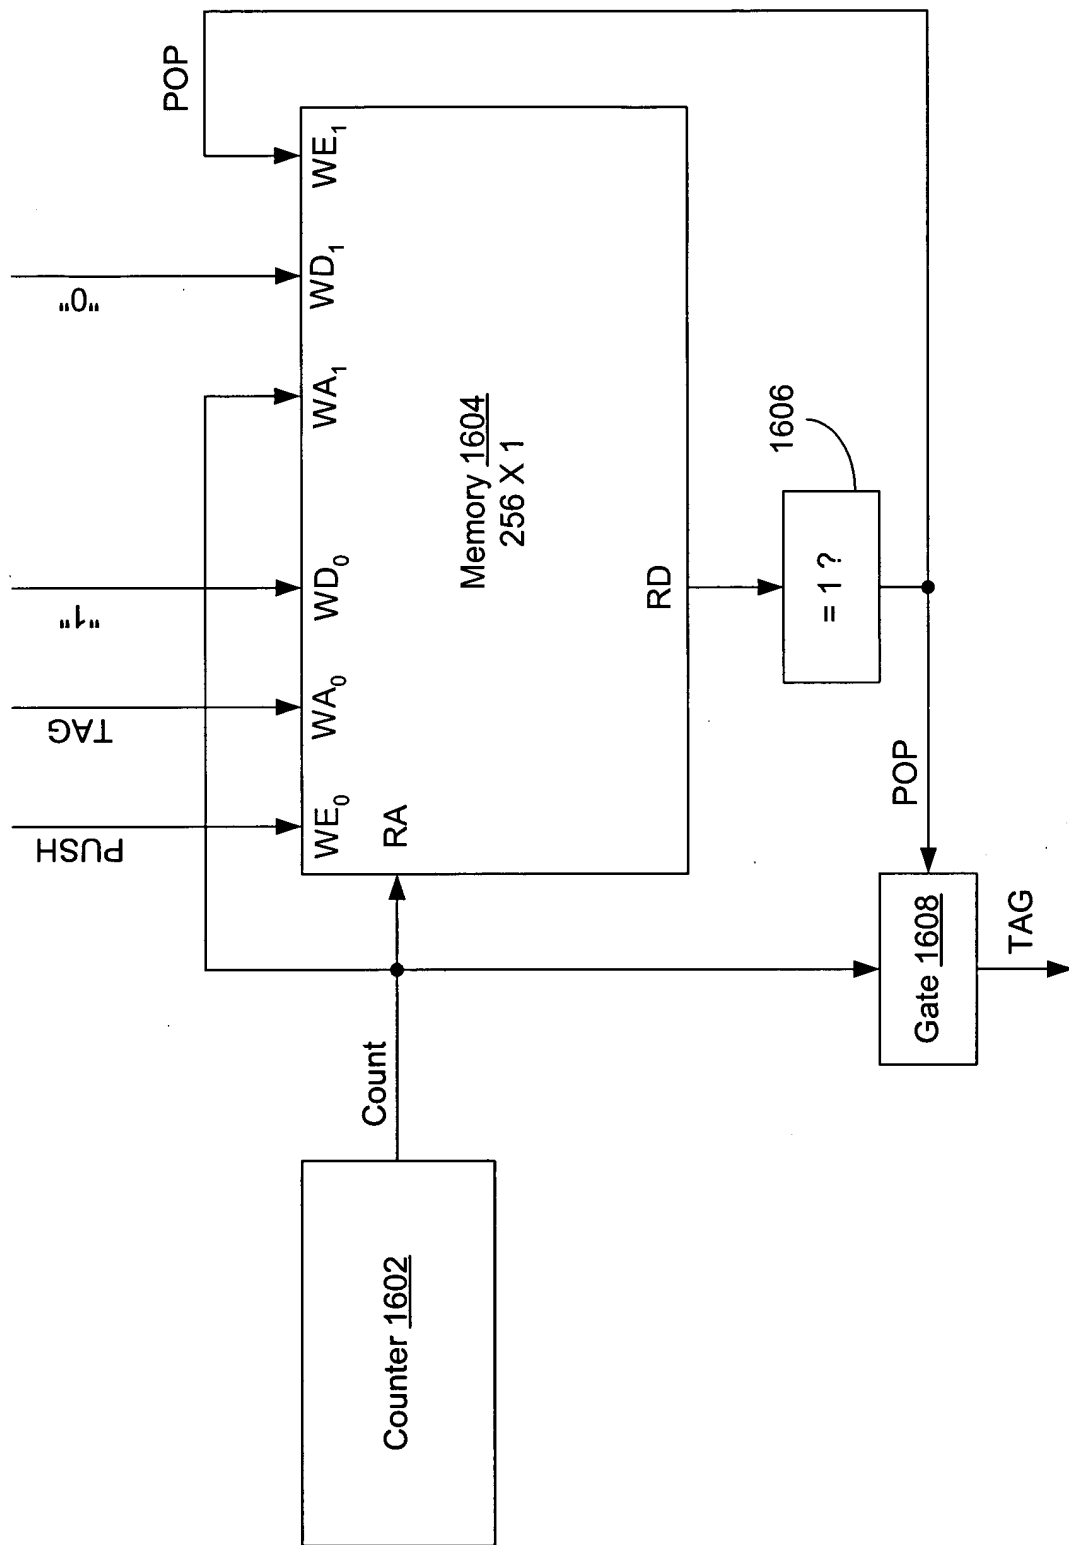 POP
"0"
"1"
TAG
PUSH
WE1
WD1
WA1
WD0
WA0
WE0
RA
Memory 1604
256 X 1
RD
1606
= 1 ?
POP
Count
Counter 1602
Gate 1608
TAG